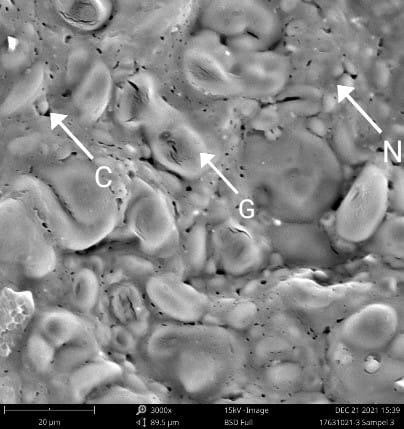 N
C
G
3000x 15kV -Image DEC 21 2021 15:39
20 µm 89.5 µm BSD Full 17631021-3 Sampel 3